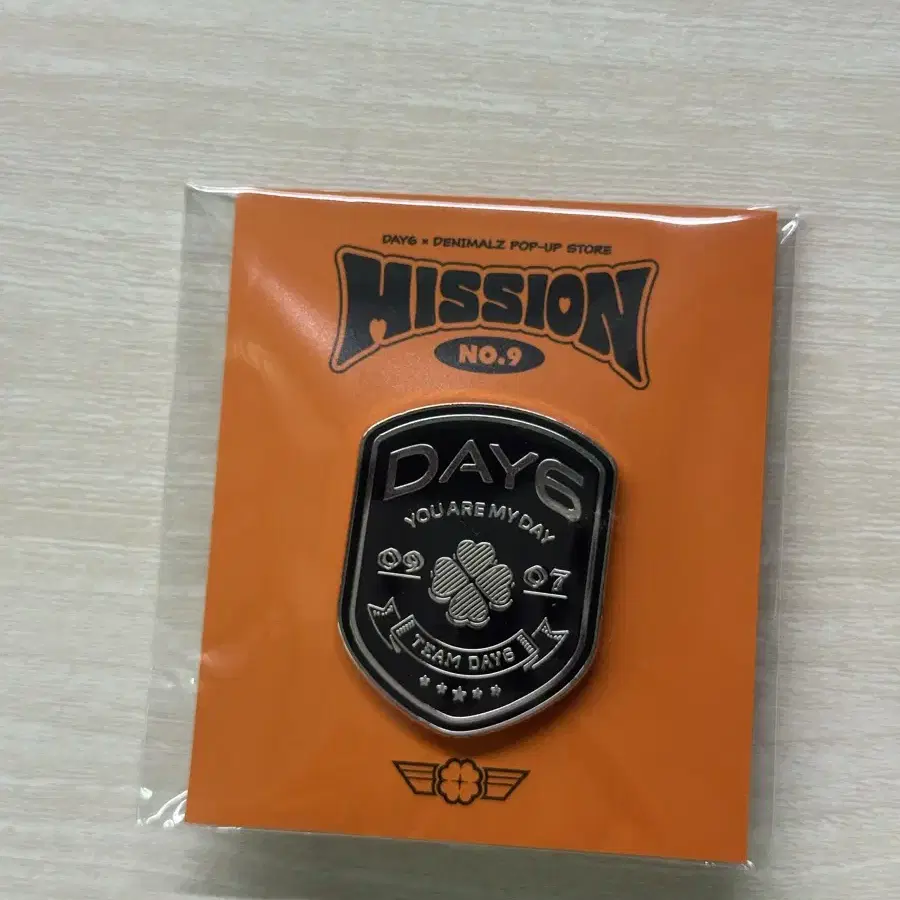 DAY6 × DENIMALZ POP-UP STORE
MISSION
NO.9
DAY6
YOU ARE MY DAY
09 07
TEAM DAY6